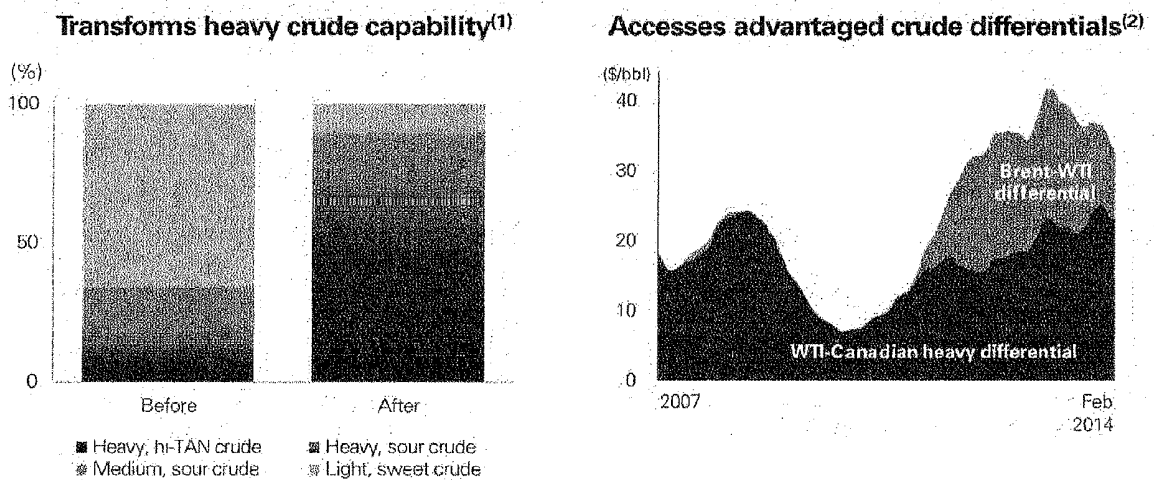 Transforms heavy crude capability(1)
(%)
100
50
0
Before
After
Heavy, hi-TAN crude
Heavy, sour crude
Medium, sour crude
Light, sweet crude
Accesses advantaged crude differentials(2)
($/bbl)
40
30
20
10
0
Brent-WTI
differential
WTI-Canadian heavy differential
2007
Feb
2014